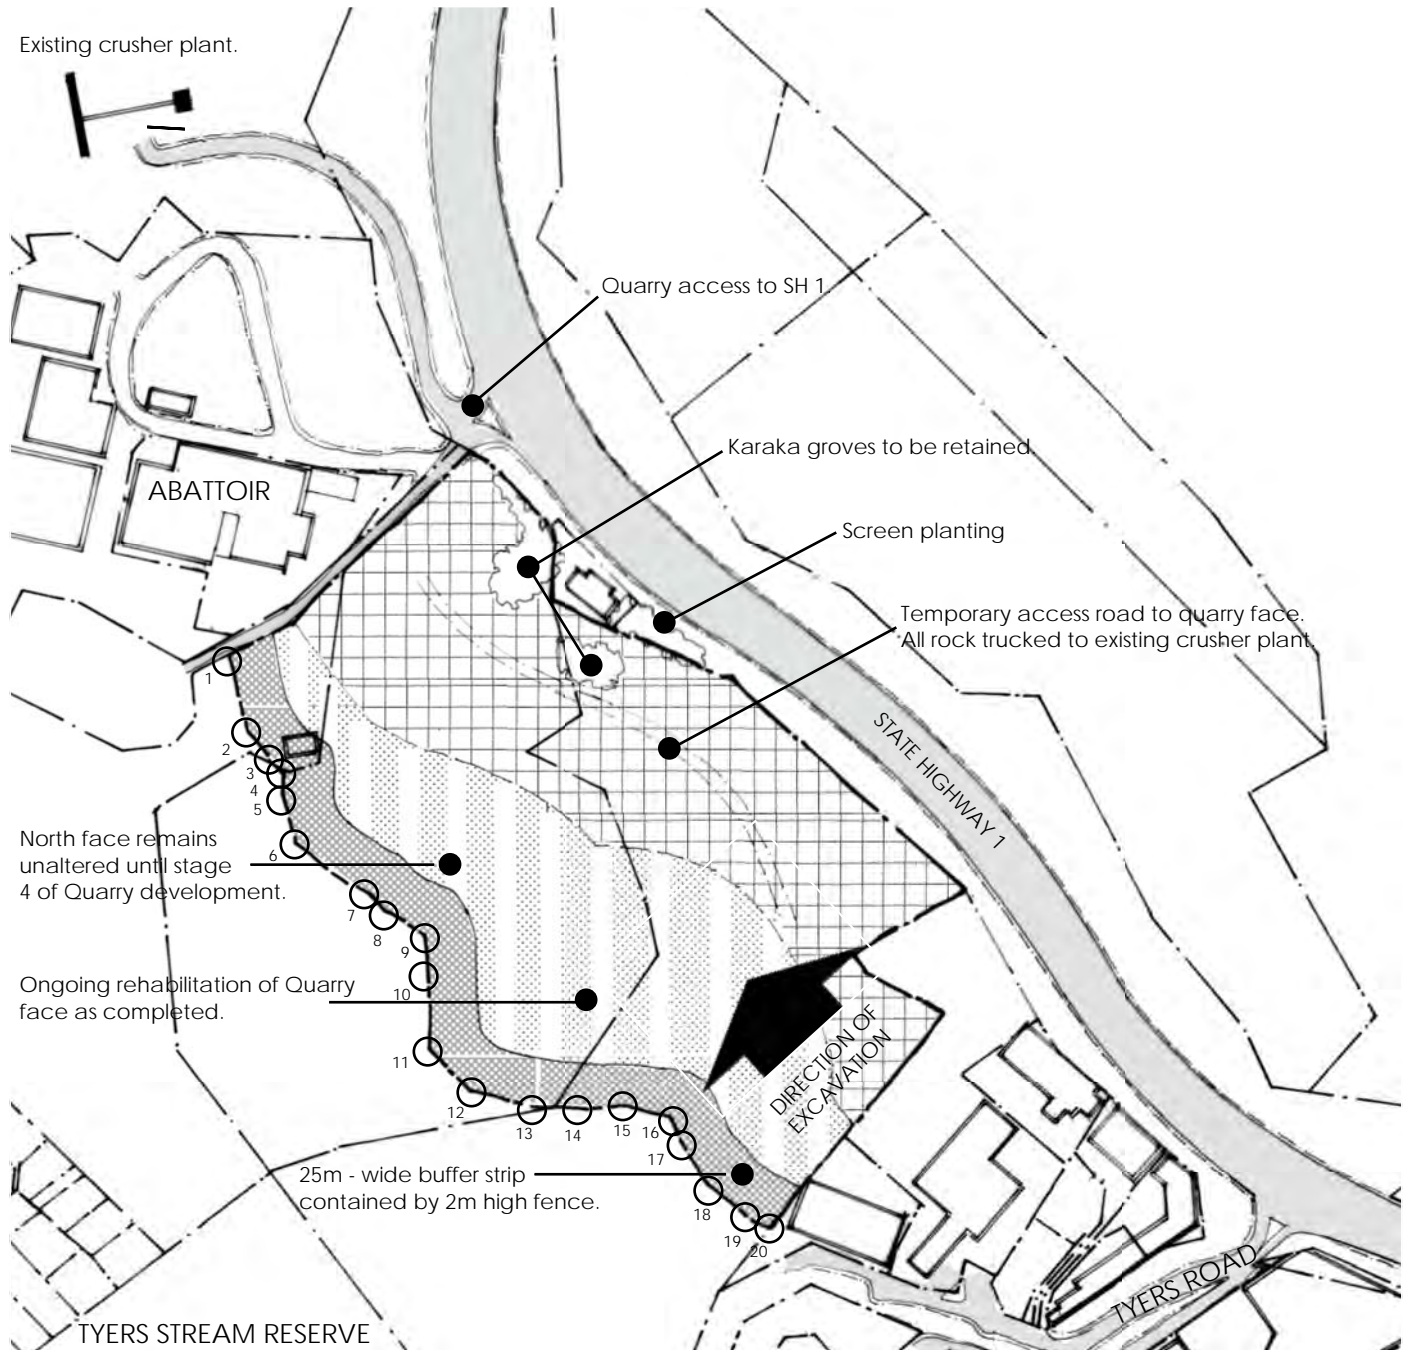 Existing crusher plant.
Quarry access to SH 1.
Karaka groves to be retained.
ABATTOIR
Screen planting
Temporary access road to quarry face.
All rock trucked to existing crusher plant.
STATE HIGHWAY 1
1
2
3
4
5
North face remains
unaltered until stage
4 of Quarry development.
6
7
8
9
10
Ongoing rehabilitation of Quarry
face as completed.
11
DIRECTION OF
EXCAVATION
12
13
14
15
16
17
25m - wide buffer strip
contained by 2m high fence.
18
19
20
TYERS ROAD
TYERS STREAM RESERVE